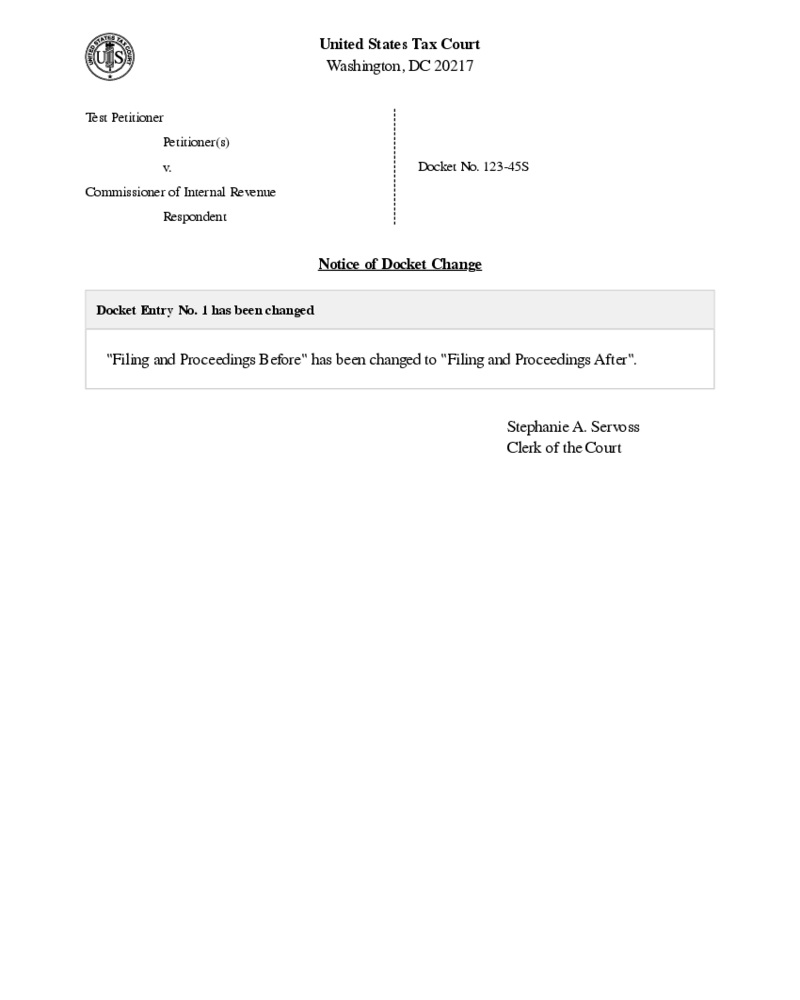 UNITED STATES TAX COURT
US
United States Tax Court
Washington, DC 20217
Test Petitioner
Petitioner(s)
v.
Docket No. 123-45S
Commissioner of Internal Revenue
Respondent
Notice of Docket Change
Docket Entry No. 1 has been changed
"Filing and Proceedings Before" has been changed to "Filing and Proceedings After".
Stephanie A. Servoss
Clerk of the Court